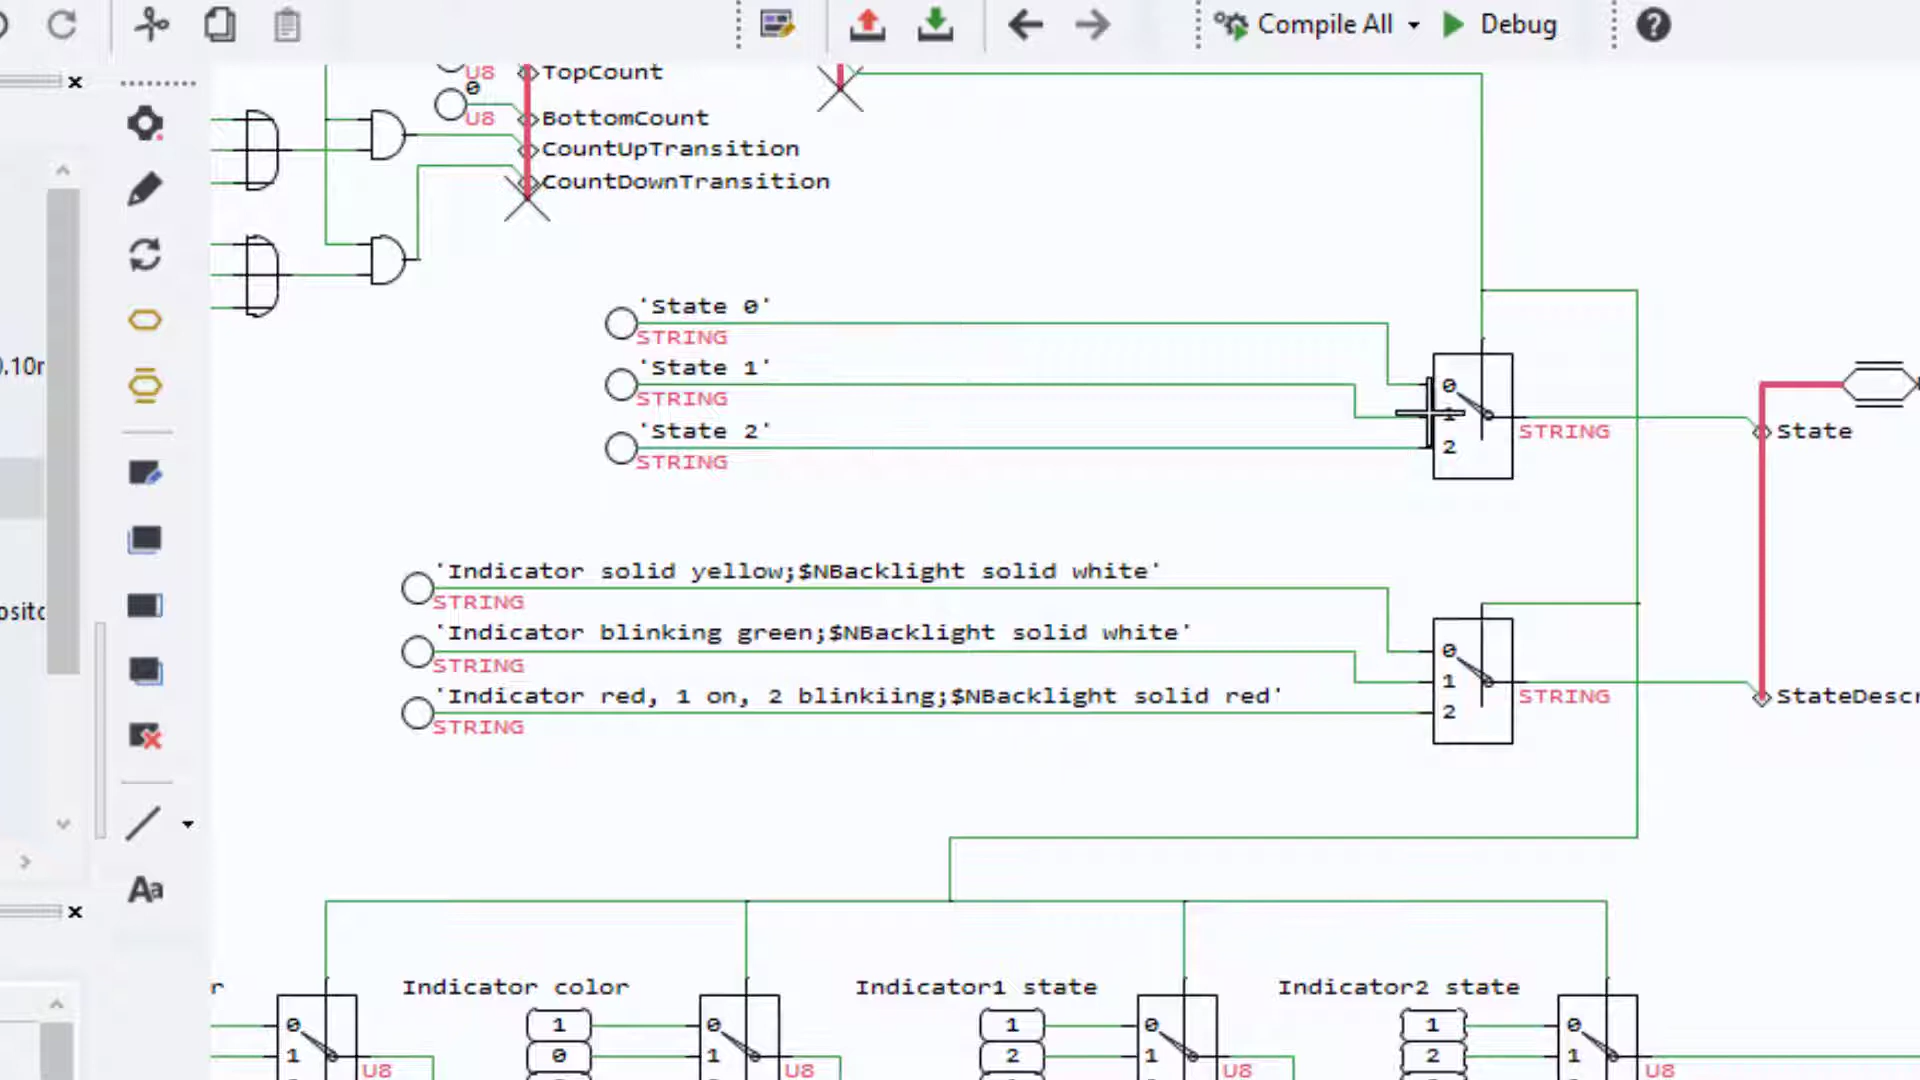 Compile All
Debug
U8
TopCount
0
U8
BottomCount
CountUpTransition
CountDownTransition
'State 0'
STRING
.10r
'State 1'
STRING
0
'State 2'
STRING
2
STRING
State
'Indicator solid yellow;$NBacklight solid white'
STRING
'Indicator blinking green;$NBacklight solid white'
STRING
0
'Indicator red, 1 on, 2 blinkiing;$NBacklight solid red'
STRING
1
2
STRING
StateDescr
Aa
r
Indicator color
Indicator1 state
Indicator2 state
0
1
0
1
0
1
0
1
0
1
2
1
2
1
U8
U8
U8
U8